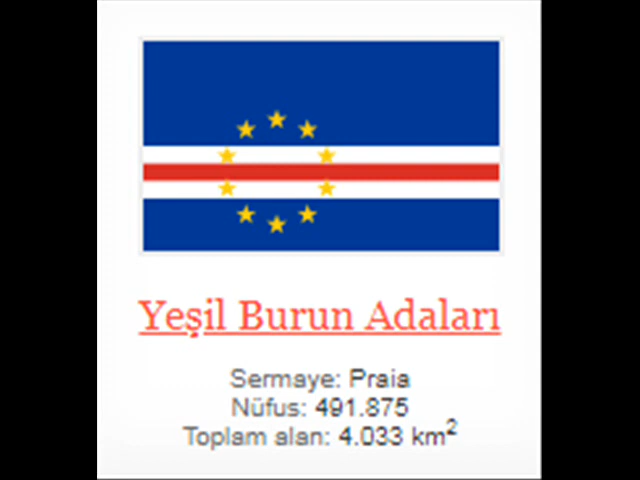 Yeşil Burun Adaları
Sermaye: Praia
Nüfus: 491.875
Toplam alan: 4.033 km²